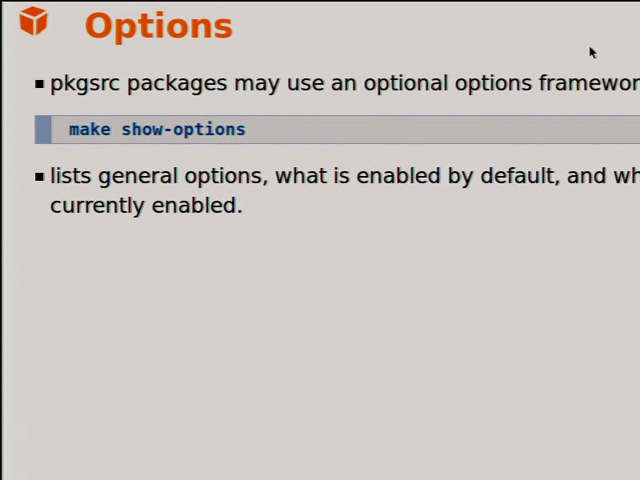 Options
pkgsrc packages may use an optional options framewor
make show-options
lists general options, what is enabled by default, and wh
currently enabled.